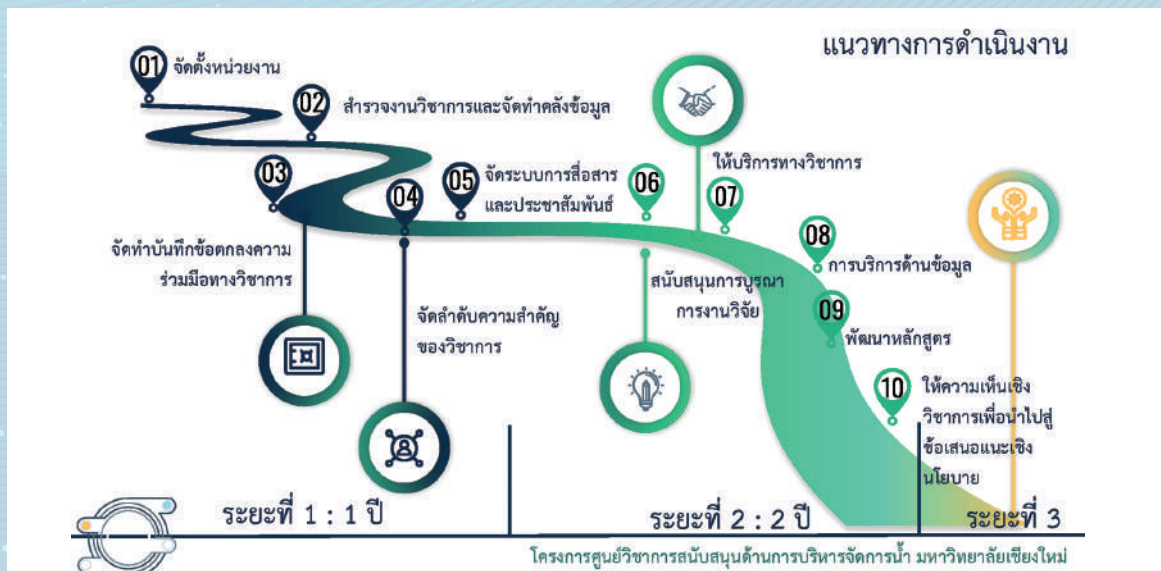 แนวทางการดำเนินงาน
01 จัดตั้งหน่วยงาน
02 สำรวจงานวิชาการและจัดทำคลังข้อมูล
03
จัดทำบันทึกข้อตกลงความ
ร่วมมือทางวิชาการ
04
จัดลำดับความสำคัญ
ของวิชาการ
05 จัดระบบการสื่อสาร
และประชาสัมพันธ์
06
สนับสนุนการบูรณา
การงานวิจัย
ให้บริการทางวิชาการ
07
08
การบริการด้านข้อมูล
09
พัฒนาหลักสูตร
10 ให้ความเห็นเชิง
วิชาการเพื่อนำไปสู่
ข้อเสนอแนะเชิง
นโยบาย
ระยะที่ 1 : 1 ปี
ระยะที่ 2 : 2 ปี
ระยะที่ 3
โครงการศูนย์วิชาการสนับสนุนด้านการบริหารจัดการน้ำ มหาวิทยาลัยเชียงใหม่